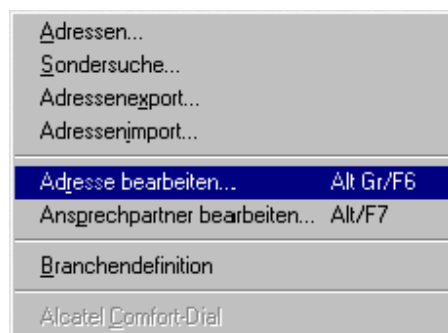 Adressen...
Sondersuche...
Adressenexport...
Adressenimport...
Adresse bearbeiten... Alt Gr/F6
Ansprechpartner bearbeiten... Alt/F7
Branchendefinition
Alcatel Comfort-Dial